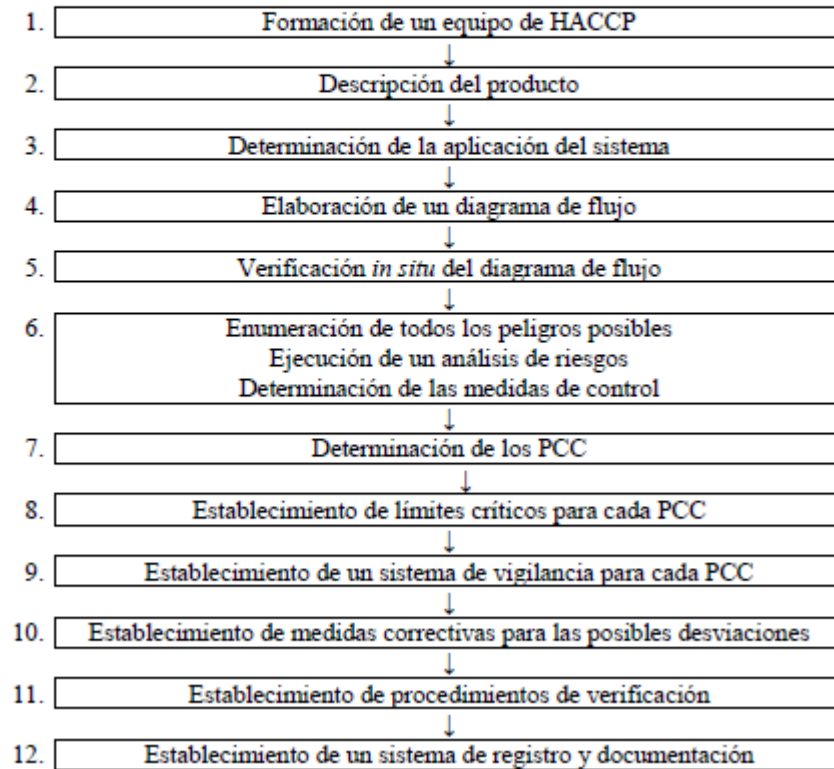 1. Formación de un equipo de HACCP
↓
2. Descripción del producto
↓
3. Determinación de la aplicación del sistema
↓
4. Elaboración de un diagrama de flujo
↓
5. Verificación in situ del diagrama de flujo
↓
6. Enumeración de todos los peligros posibles
Ejecución de un análisis de riesgos
Determinación de las medidas de control
↓
7. Determinación de los PCC
↓
8. Establecimiento de límites críticos para cada PCC
↓
9. Establecimiento de un sistema de vigilancia para cada PCC
↓
10. Establecimiento de medidas correctivas para las posibles desviaciones
↓
11. Establecimiento de procedimientos de verificación
↓
12. Establecimiento de un sistema de registro y documentación